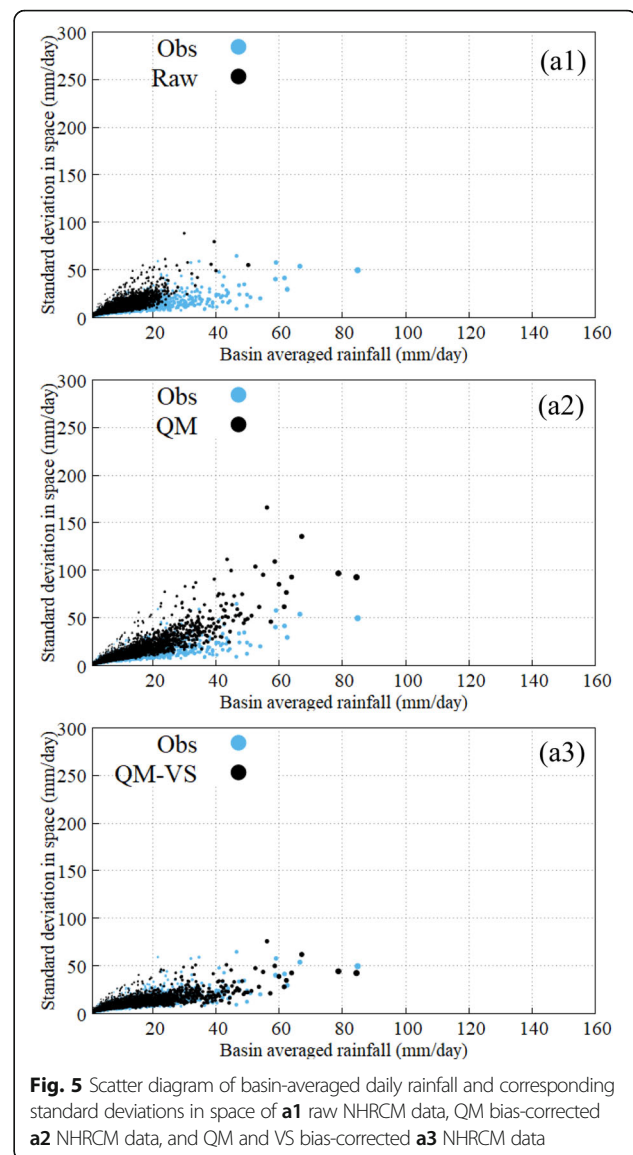 300
250
200
150
100
50
0
Standard deviation in space (mm/day)
Obs
Raw
(a1)
20 40 60 80 100 120 140 160
Basin averaged rainfall (mm/day)
300
250
200
150
100
50
0
Standard deviation in space (mm/day)
Obs
QM
(a2)
20 40 60 80 100 120 140 160
Basin averaged rainfall (mm/day)
300
250
200
150
100
50
0
Standard deviation in space (mm/day)
Obs
QM-VS
(a3)
20 40 60 80 100 120 140 160
Basin averaged rainfall (mm/day)
Fig. 5 Scatter diagram of basin-averaged daily rainfall and corresponding
standard deviations in space of a1 raw NHRCM data, QM bias-corrected
a2 NHRCM data, and QM and VS bias-corrected a3 NHRCM data